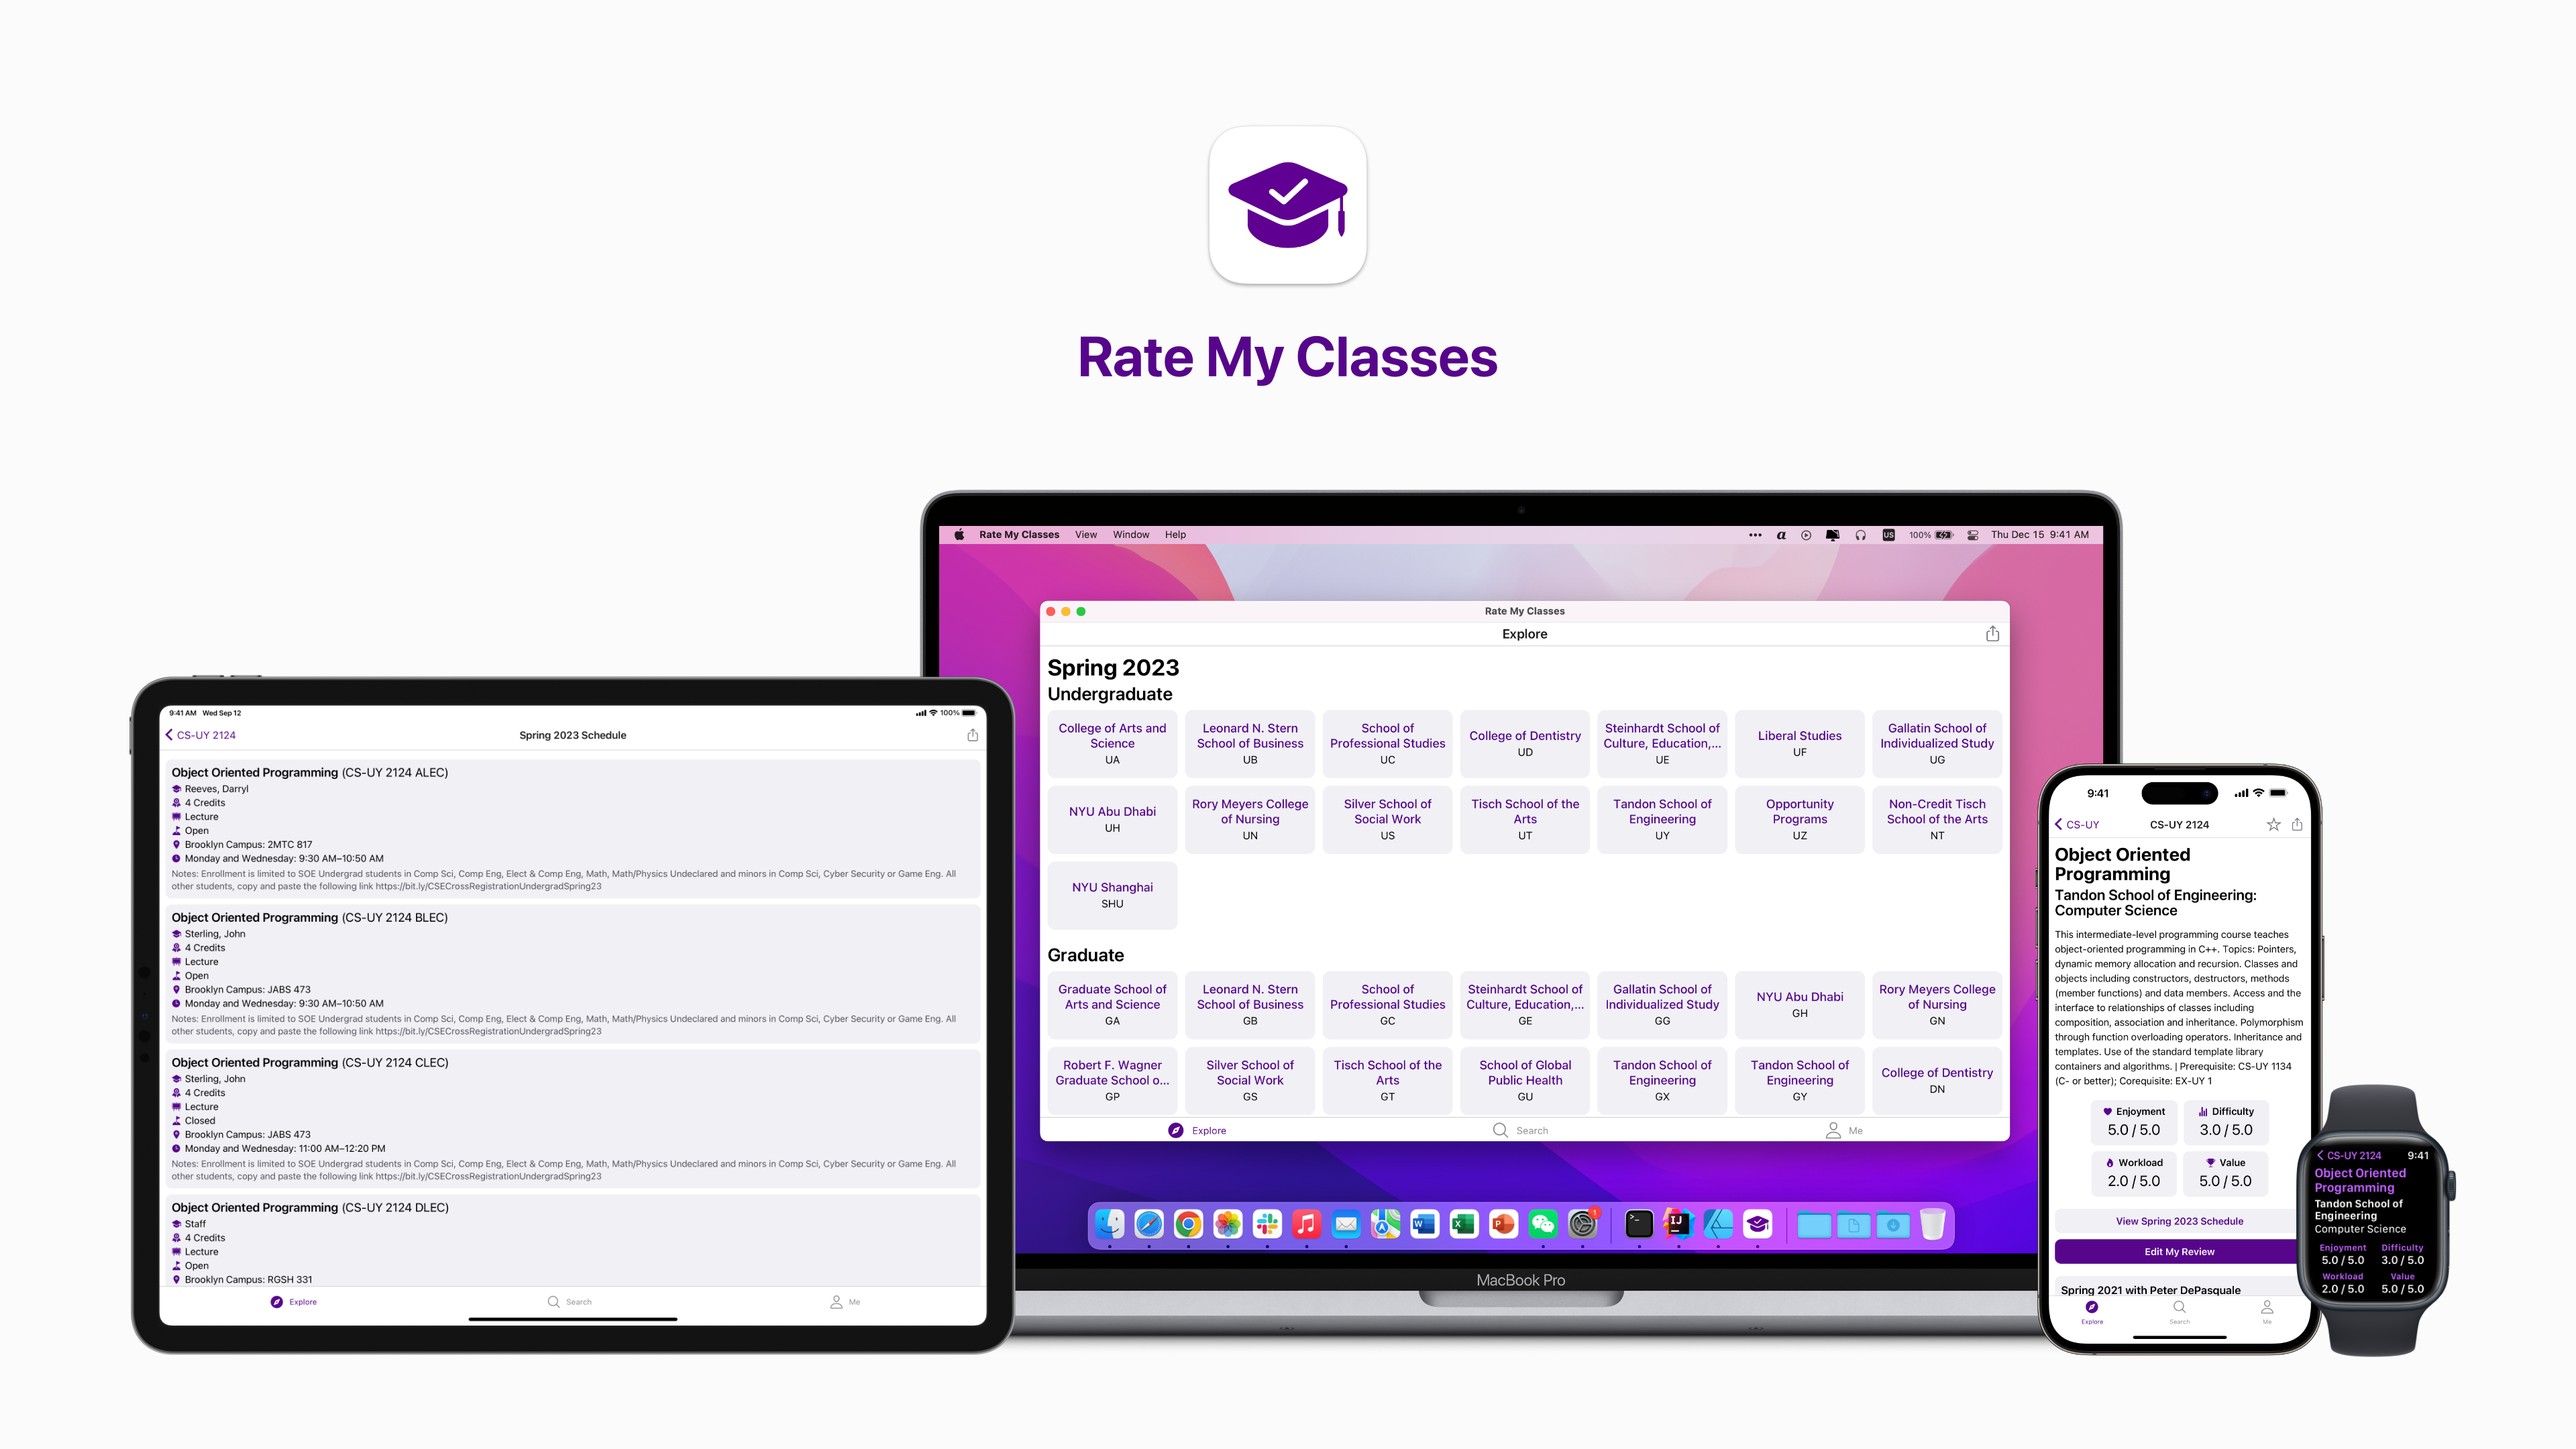 Rate My Classes
9:41 AM Wed Sep 12
100%
CS-UY 2124
Spring 2023 Schedule
Object Oriented Programming (CS-UY 2124 ALEC)
Reeves, Darryl
4 Credits
Lecture
Open
Brooklyn Campus: 2MTC 817
Monday and Wednesday: 9:30 AM–10:50 AM
Notes: Enrollment is limited to SOE Undergrad students in Comp Sci, Comp Eng, Elect & Comp Eng, Math, Math/Physics Undeclared and minors in Comp Sci, Cyber Security or Game Eng. All
other students, copy and paste the following link https://bit.ly/CSECrossRegistrationUndergradSpring23
Object Oriented Programming (CS-UY 2124 BLEC)
Sterling, John
4 Credits
Lecture
Open
Brooklyn Campus: JABS 473
Monday and Wednesday: 9:30 AM–10:50 AM
Notes: Enrollment is limited to SOE Undergrad students in Comp Sci, Comp Eng, Elect & Comp Eng, Math, Math/Physics Undeclared and minors in Comp Sci, Cyber Security or Game Eng. All
other students, copy and paste the following link https://bit.ly/CSECrossRegistrationUndergradSpring23
Object Oriented Programming (CS-UY 2124 CLEC)
Sterling, John
4 Credits
Lecture
Closed
Brooklyn Campus: JABS 473
Monday and Wednesday: 11:00 AM–12:20 PM
Notes: Enrollment is limited to SOE Undergrad students in Comp Sci, Comp Eng, Elect & Comp Eng, Math, Math/Physics Undeclared and minors in Comp Sci, Cyber Security or Game Eng. All
other students, copy and paste the following link https://bit.ly/CSECrossRegistrationUndergradSpring23
Object Oriented Programming (CS-UY 2124 DLEC)
Staff
4 Credits
Lecture
Open
Brooklyn Campus: RGSH 331
Explore Search Me
Rate My Classes View Window Help
a US 100% Thu Dec 15 9:41 AM
Rate My Classes
Explore
Spring 2023
Undergraduate
College of Arts and
Science
UA
Leonard N. Stern
School of Business
UB
School of
Professional Studies
UC
College of Dentistry
UD
Steinhardt School of
Culture, Education,...
UE
Liberal Studies
UF
Gallatin School of
Individualized Study
UG
NYU Abu Dhabi
UH
Rory Meyers College
of Nursing
UN
Silver School of
Social Work
US
Tisch School of the
Arts
UT
Tandon School of
Engineering
UY
Opportunity
Programs
UZ
Non-Credit Tisch
School of the Arts
NT
NYU Shanghai
SHU
Graduate
Graduate School of
Arts and Science
GA
Leonard N. Stern
School of Business
GB
School of
Professional Studies
GC
Steinhardt School of
Culture, Education,...
GE
Gallatin School of
Individualized Study
GG
NYU Abu Dhabi
GH
Rory Meyers College
of Nursing
GN
Robert F. Wagner
Graduate School o...
GP
Silver School of
Social Work
GS
Tisch School of the
Arts
GT
School of Global
Public Health
GU
Tandon School of
Engineering
GX
Tandon School of
Engineering
GY
College of Dentistry
DN
Explore Search Me
W X P 1 >_ IJ
MacBook Pro
9:41
CS-UY
CS-UY 2124
Object Oriented
Programming
Tandon School of Engineering:
Computer Science
This intermediate-level programming course teaches
object-oriented programming in C++. Topics: Pointers,
dynamic memory allocation and recursion. Classes and
objects including constructors, destructors, methods
(member functions) and data members. Access and the
interface to relationships of classes including
composition, association and inheritance. Polymorphism
through function overloading operators. Inheritance and
templates. Use of the standard template library
containers and algorithms. | Prerequisite: CS-UY 1134
(C- or better); Corequisite: EX-UY 1
Enjoyment
5.0 / 5.0
Difficulty
3.0 / 5.0
Workload
2.0 / 5.0
Value
5.0 / 5.0
View Spring 2023 Schedule
Edit My Review
Spring 2021 with Peter DePasquale
Explore Search Me
CS-UY 2124 9:41
Object Oriented
Programming
Tandon School of
Engineering
Computer Science
Enjoyment Difficulty
5.0 / 5.0 3.0 / 5.0
Workload Value
2.0 / 5.0 5.0 / 5.0